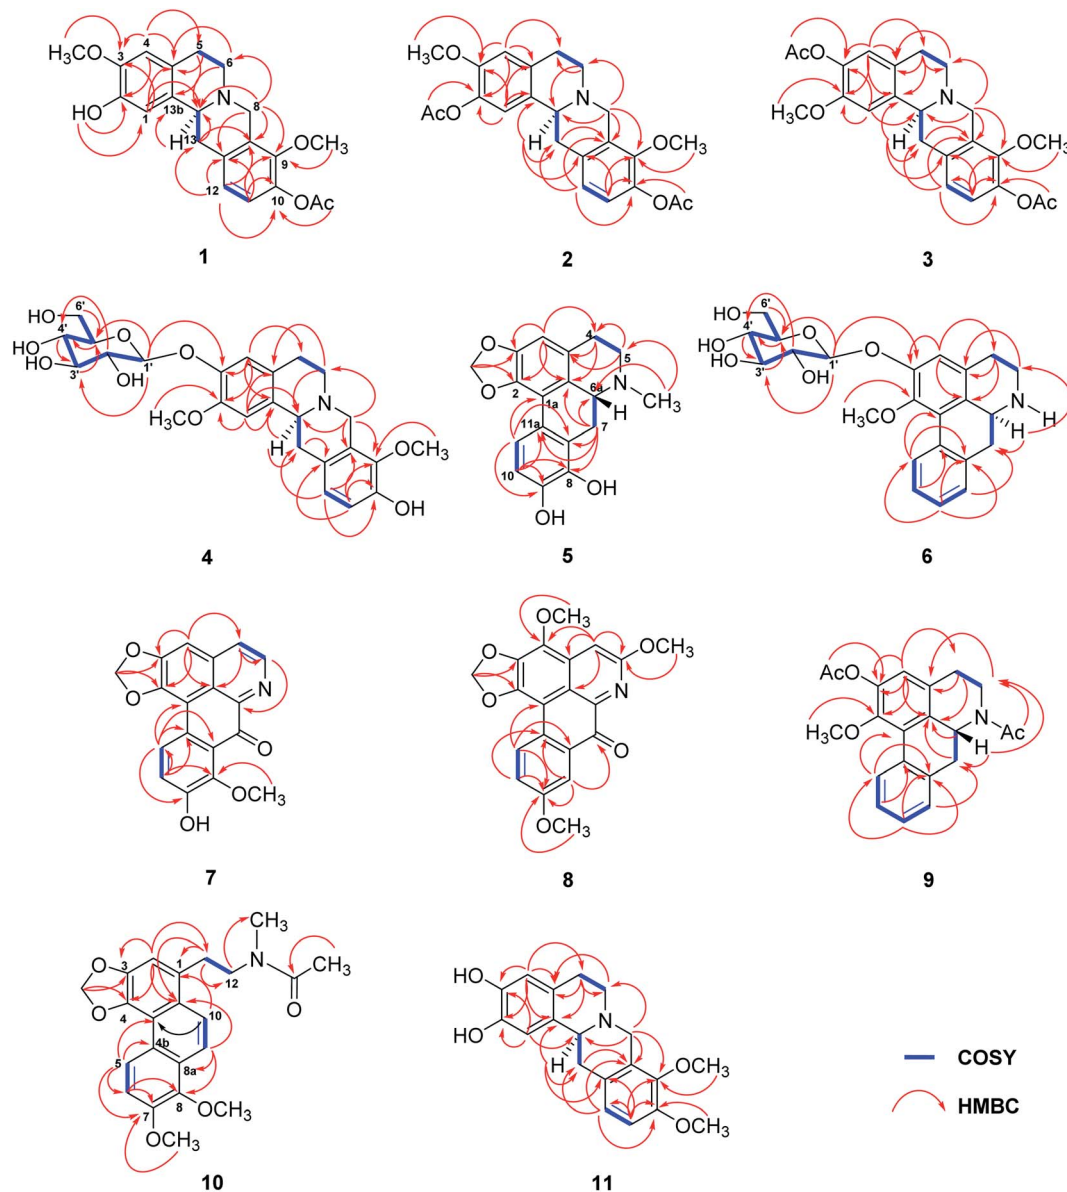 4 5
H₃CO 3 6
HO 1 13b N 8
H 13 OCH₃
9
12 10 OAc
1
H₃CO
AcO N
H OCH₃
OAc
2
AcO
H₃CO N
H OCH₃
OAc
3
HO 6' O
4' O
HO
HO 3' OH 1'
H₃CO N
H OCH₃
OH
4
O 4
O 5
2 N
6a CH₃
1a H
11a 7
10 8 OH
OH
5
HO 6' O
4' O
HO
HO 3' OH 1'
H₃CO N H
H
6
O
O N
O
OCH₃
OH
7
OCH₃
O OCH₃
O N
O
OCH₃
8
AcO
H₃CO N Ac
H
9
CH₃
N CH₃
O 3 1 12 O
O 4 10
4b
5 8a
8 OCH₃
7
OCH₃
10
HO
HO N
H OCH₃
OCH₃
11
COSY
HMBC